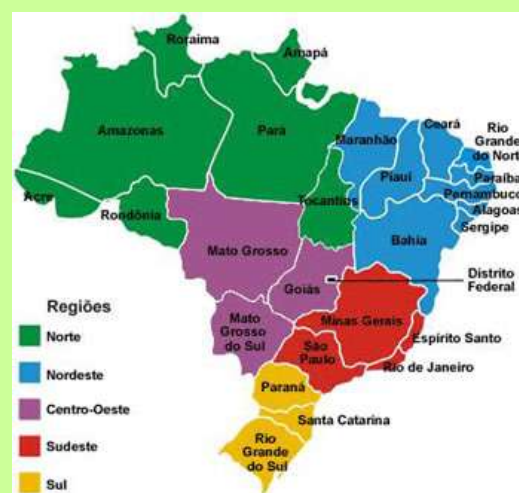 Roraima
Amapá
Amazonas
Pará
Maranhão
Ceará
Rio
Grande
do Norte
Piauí
Paraíba
Pernambuco
Acre
Rondônia
Tocantins
Alagoas
Sergipe
Bahia
Mato Grosso
Distrito
Federal
Goiás
Mato
Grosso
do Sul
Minas Gerais
Espírito Santo
São
Paulo
Rio de Janeiro
Paraná
Santa Catarina
Rio
Grande
do Sul
Regiões
Norte
Nordeste
Centro-Oeste
Sudeste
Sul